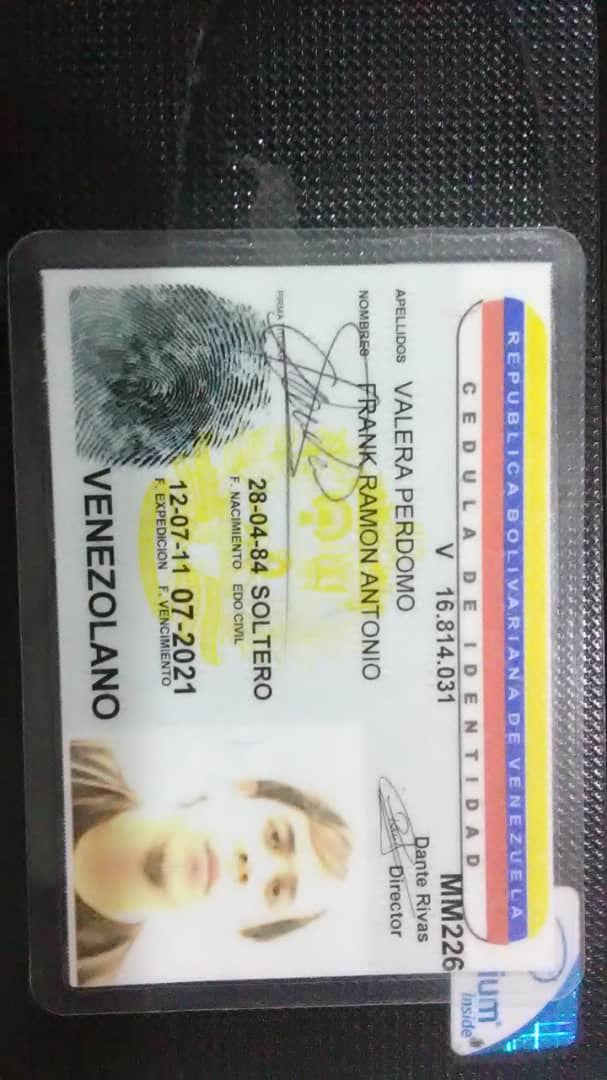 REPUBLICA BOLIVARIANA DE VENEZUELA
CEDULA DE IDENTIDAD
V 16.814.031
MM226
APELLIDOS VALERA PERDOMO
Dante Rivas
Director
NOMBRES FRANK RAMON ANTONIO
FIRMA
28-04-84 SOLTERO
F. NACIMIENTO EDO CIVIL
12-07-11 07-2021
F. EXPEDICION F. VENCIMIENTO
VENEZOLANO
ium
inside